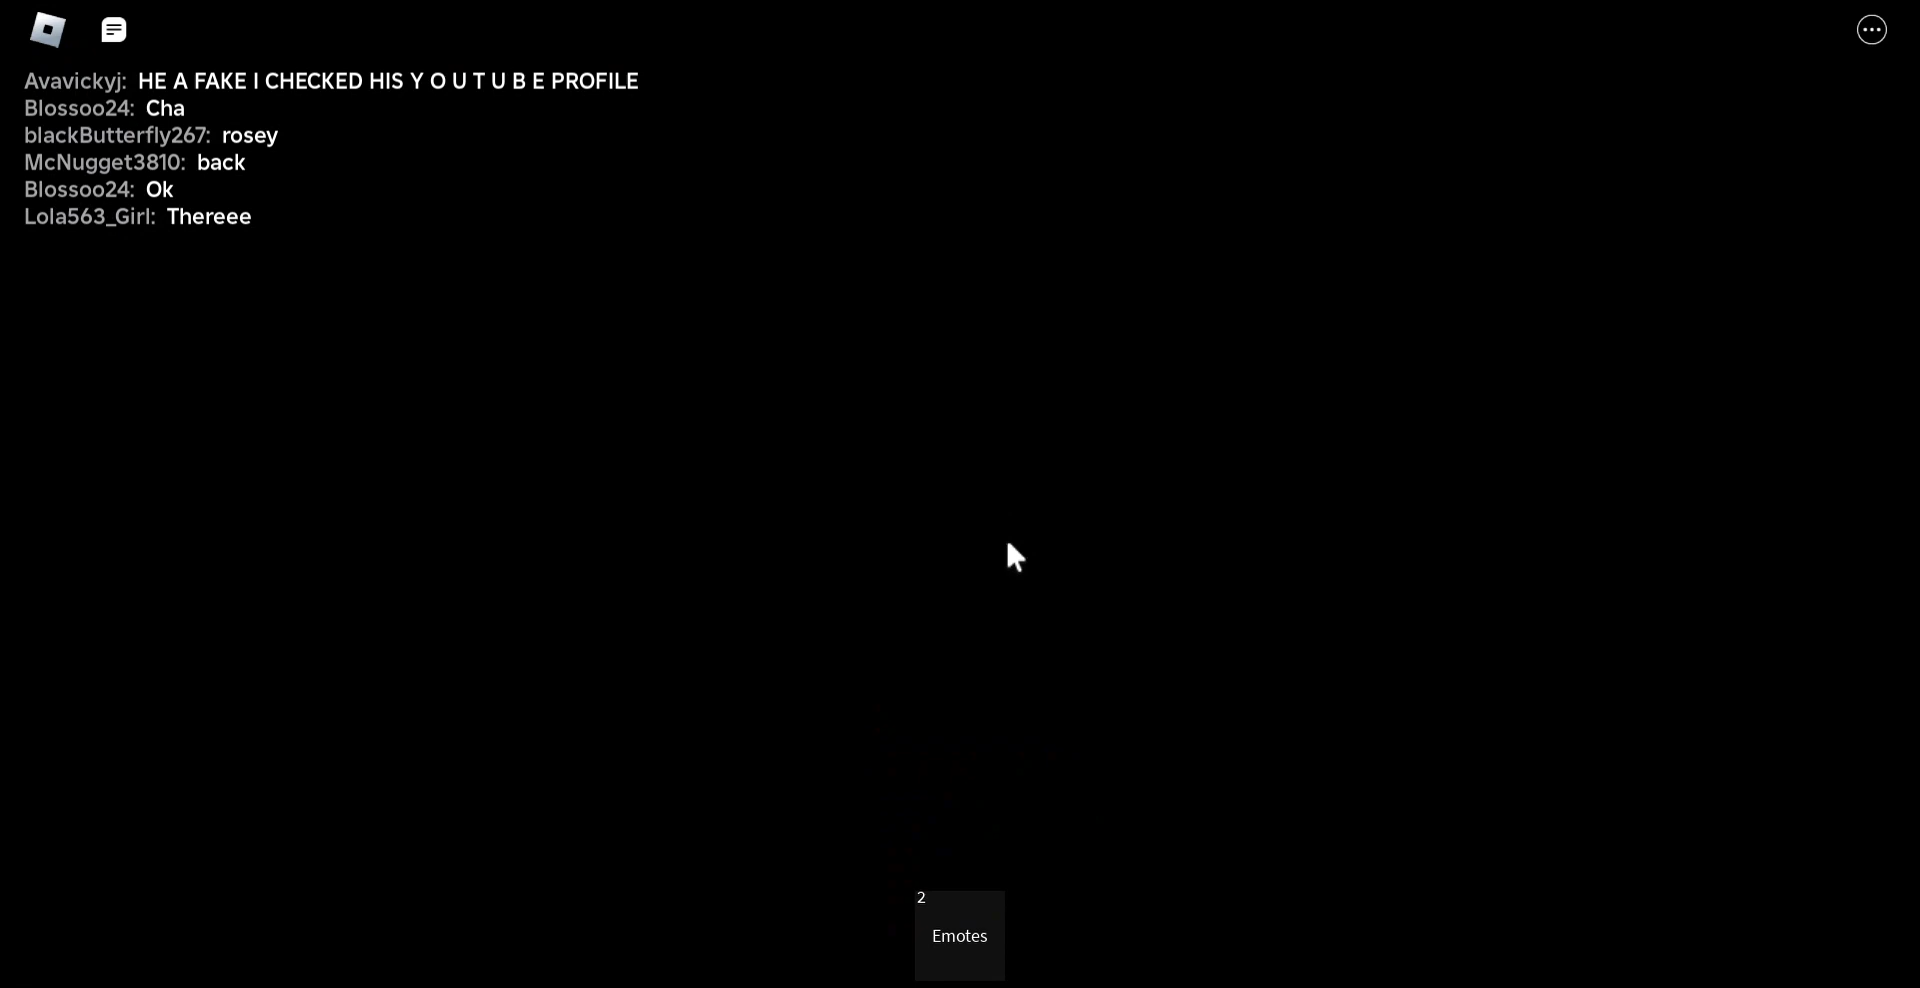 Avavickyj: HE A FAKE I CHECKED HIS Y O U T U B E PROFILE
Blossoo24: Cha
blackButterfly267: rosey
McNugget3810: back
Blossoo24: Ok
Lola563_Girl: Thereee
2
Emotes